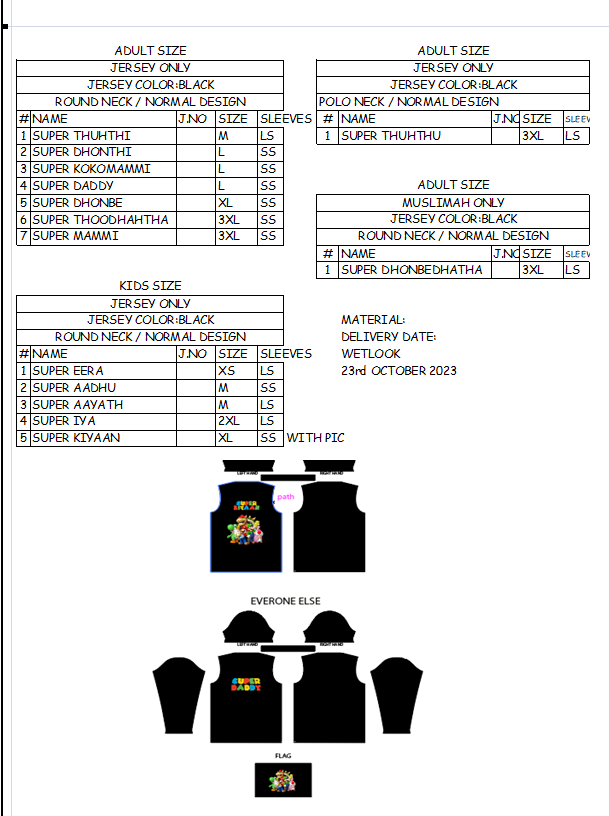 ADULT SIZE
JERSEY ONLY
JERSEY COLOR:BLACK
ROUND NECK / NORMAL DESIGN
# NAME J.NO SIZE SLEEVES
1 SUPER THUHTHI M LS
2 SUPER DHONTHI L SS
3 SUPER KOKOMAMMI L SS
4 SUPER DADDY L SS
5 SUPER DHONBE XL SS
6 SUPER THOODHAHTHA 3XL SS
7 SUPER MAMMI 3XL SS
ADULT SIZE
JERSEY ONLY
JERSEY COLOR:BLACK
POLO NECK / NORMAL DESIGN
# NAME J.NO SIZE SLEEV
1 SUPER THUHTHU 3XL LS
ADULT SIZE
MUSLIMAH ONLY
JERSEY COLOR:BLACK
ROUND NECK / NORMAL DESIGN
# NAME J.NO SIZE SLEEV
1 SUPER DHONBEDHATHA 3XL LS
KIDS SIZE
JERSEY ONLY
JERSEY COLOR:BLACK
ROUND NECK / NORMAL DESIGN
# NAME J.NO SIZE SLEEVES
1 SUPER EERA XS LS
2 SUPER AADHU M SS
3 SUPER AAYATH M LS
4 SUPER IYA 2XL LS
5 SUPER KIYAAN XL SS WITH PIC
MATERIAL:
DELIVERY DATE:
WETLOOK
23rd OCTOBER 2023
LEFT HAND RIGHT HAND
path
SUPER
KIYAAN
EVERONE ELSE
LEFT HAND RIGHT HAND
SUPER
DADDY
FLAG